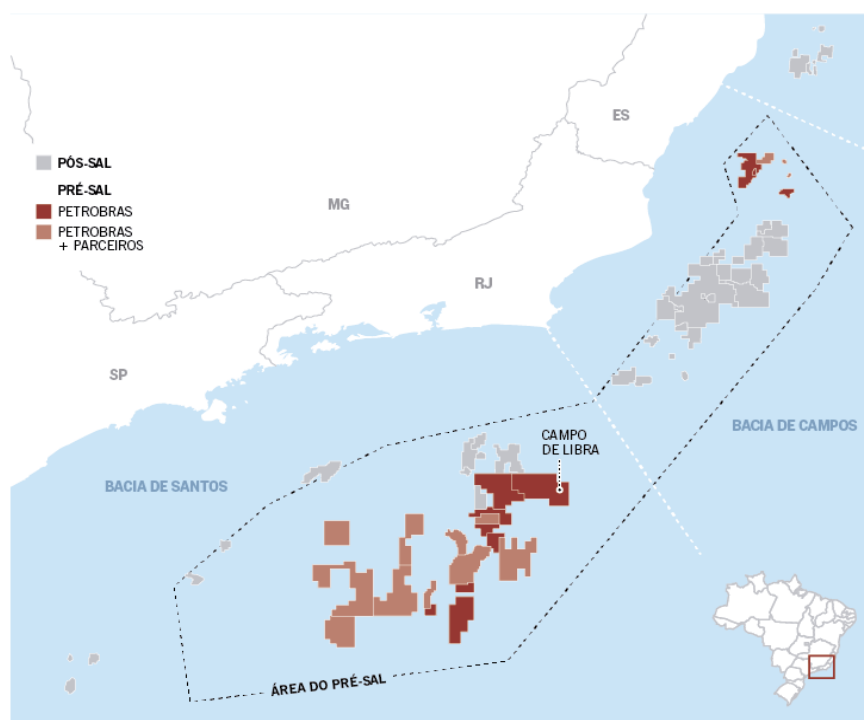 ES
PÓS-SAL
PRÉ-SAL
PETROBRAS
PETROBRAS
+ PARCEIROS
MG
RJ
SP
CAMPO
DE LIBRA
BACIA DE CAMPOS
BACIA DE SANTOS
ÁREA DO PRÉ-SAL